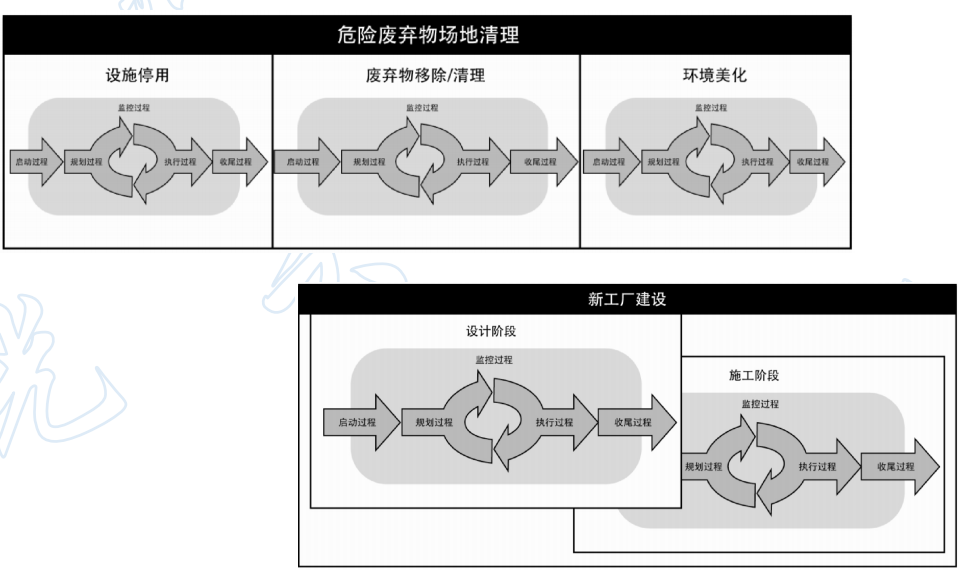 危险废弃物场地清理
设施停用
监控过程
启动过程
规划过程
执行过程
收尾过程
废弃物移除/清理
监控过程
启动过程
规划过程
执行过程
收尾过程
环境美化
监控过程
启动过程
规划过程
执行过程
收尾过程
新工厂建设
设计阶段
监控过程
启动过程
规划过程
执行过程
收尾过程
施工阶段
监控过程
规划过程
执行过程
收尾过程